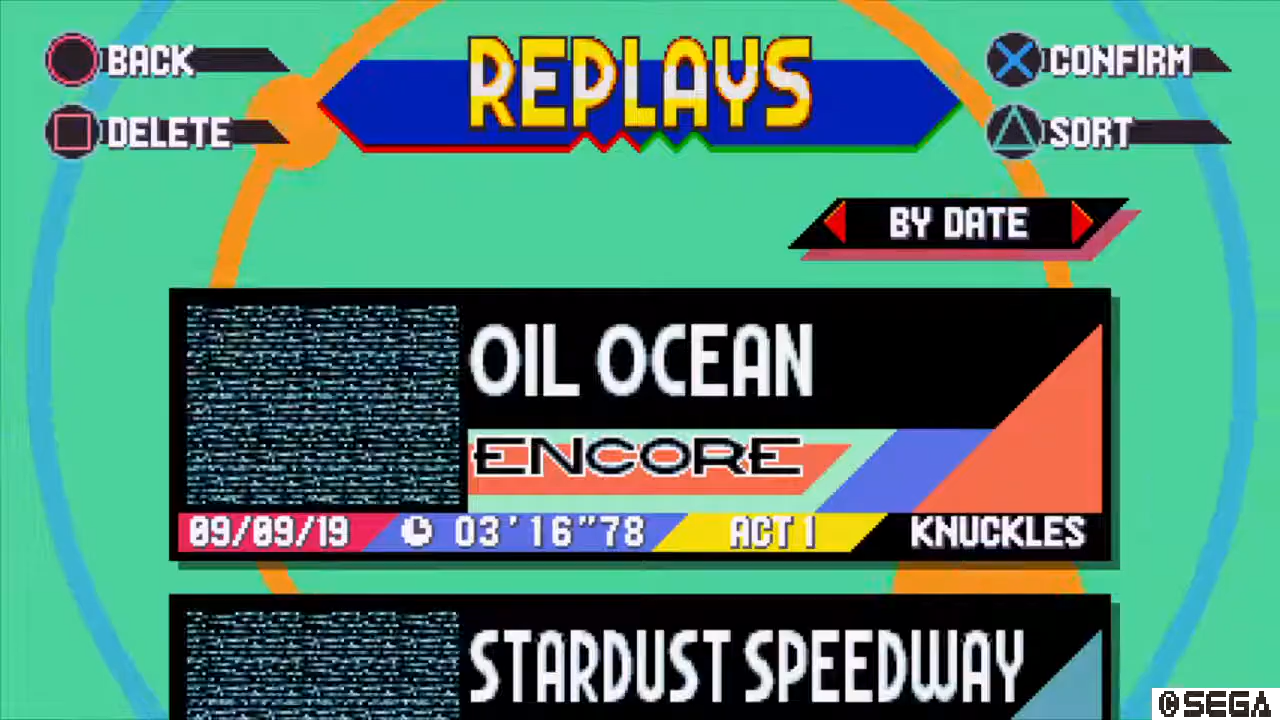 BACK
REPLAYS
CONFIRM
DELETE
SORT
BY DATE
OIL OCEAN
ENCORE
09/09/19 03'16"78 ACT 1 KNUCKLES
STARDUST SPEEDWAY
©SEGA